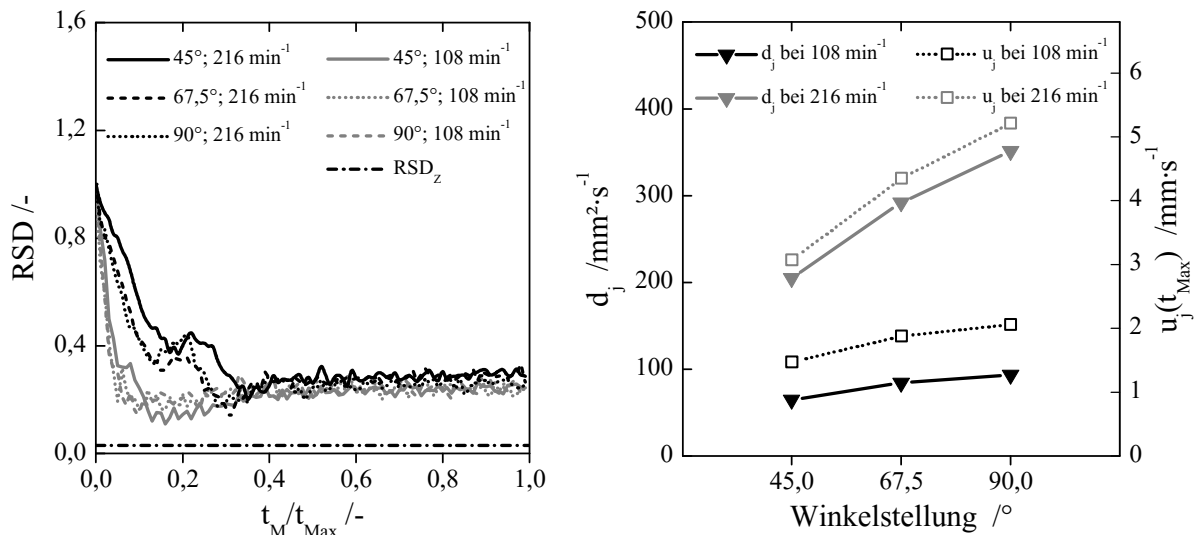 1,6
1,2
0,8
0,4
0,0
RSD /-
45°; 216 min⁻¹
45°; 108 min⁻¹
67,5°; 216 min⁻¹
67,5°; 108 min⁻¹
90°; 216 min⁻¹
90°; 108 min⁻¹
RSD_Z
0,0 0,2 0,4 0,6 0,8 1,0
t_M/t_Max /-
500
400
300
200
100
0
d_j /mm²·s⁻¹
d_j bei 108 min⁻¹
u_j bei 108 min⁻¹
d_j bei 216 min⁻¹
u_j bei 216 min⁻¹
6
5
4
3
2
1
0
u_j(t_Max) /mm·s⁻¹
45,0 67,5 90,0
Winkelstellung /°